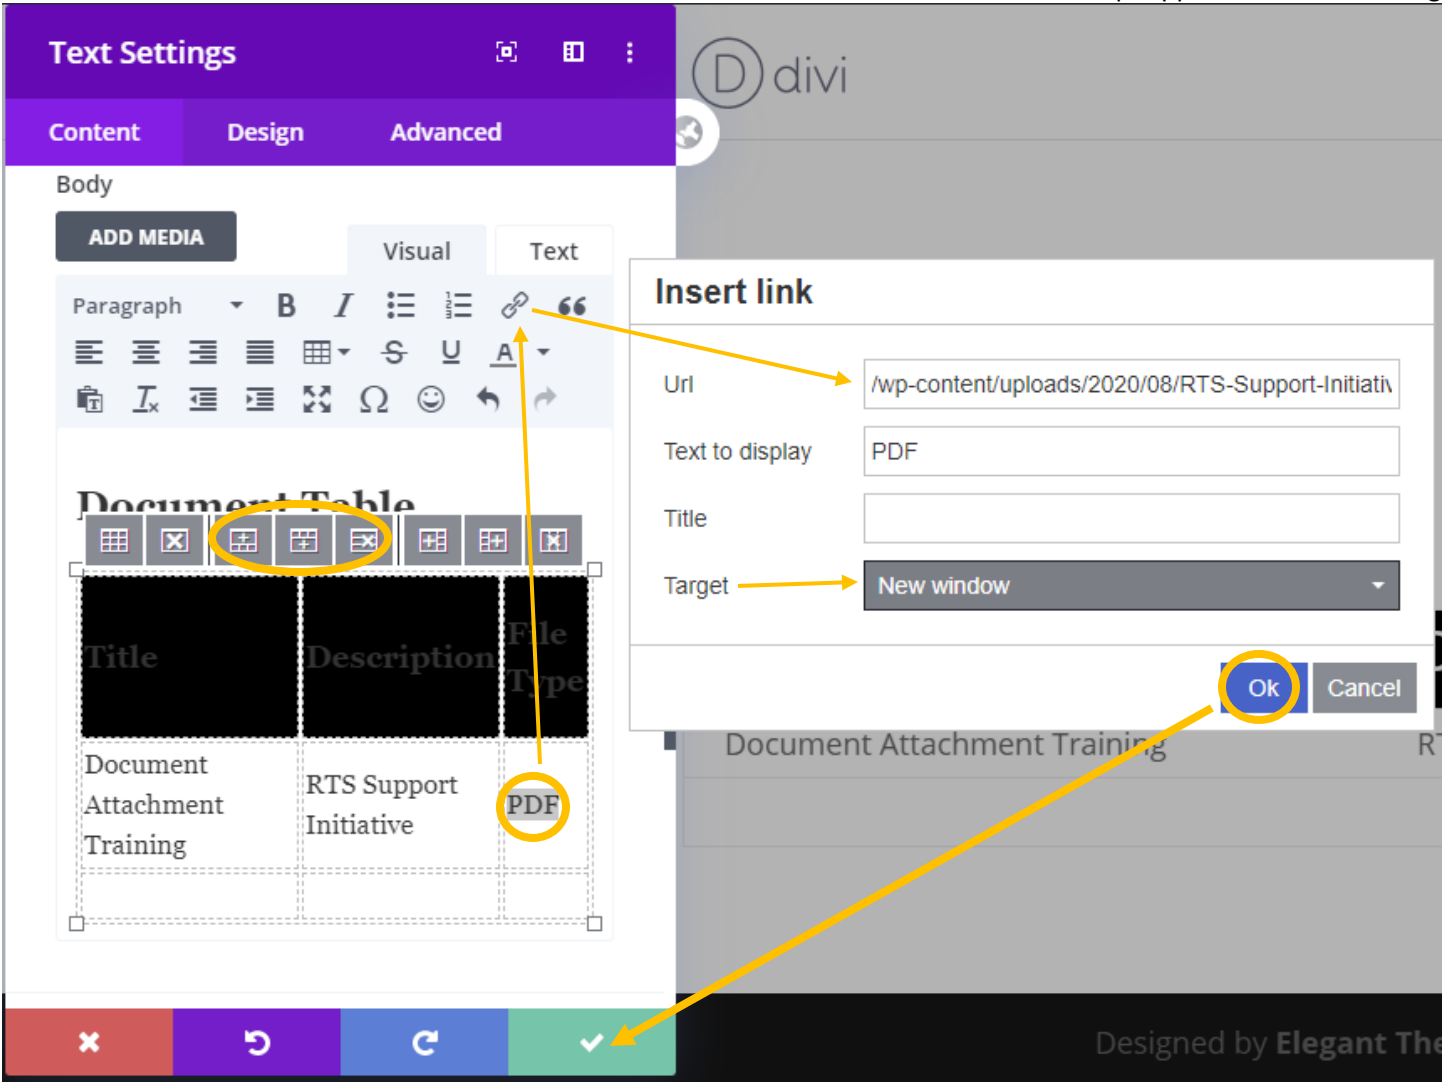 Text Settings
divi
Content Design Advanced
Body
ADD MEDIA
Visual Text
Paragraph
Insert link
Url /wp-content/uploads/2020/08/RTS-Support-Initiativ
Text to display PDF
Title
Target New window
Ok Cancel
Document Table
Title Description File Type
Document Attachment Training
RTS Support Initiative
PDF
Document Attachment Training
Designed by Elegant The